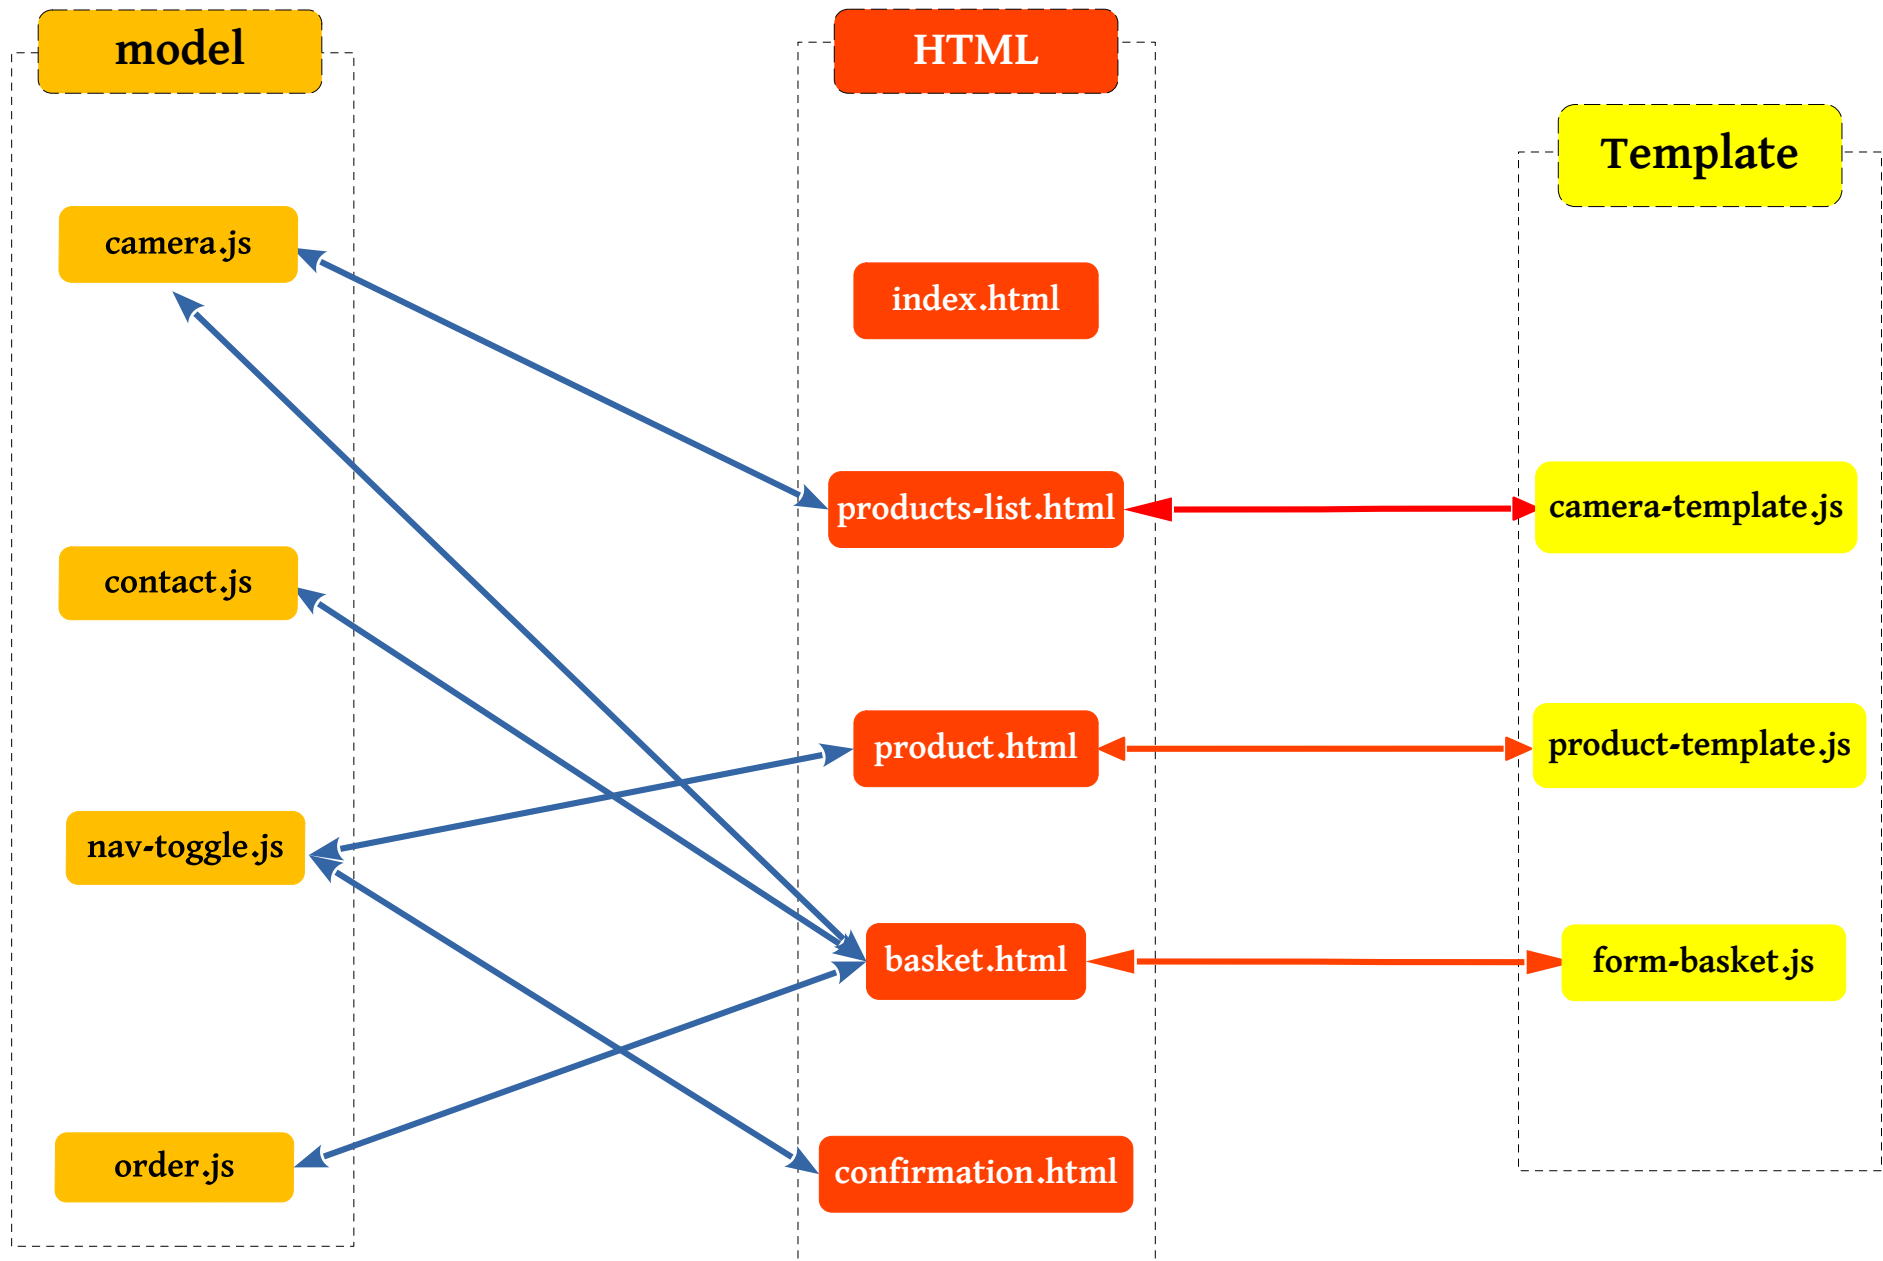 model
camera.js
contact.js
nav-toggle.js
order.js
HTML
index.html
products-list.html
product.html
basket.html
confirmation.html
Template
camera-template.js
product-template.js
form-basket.js